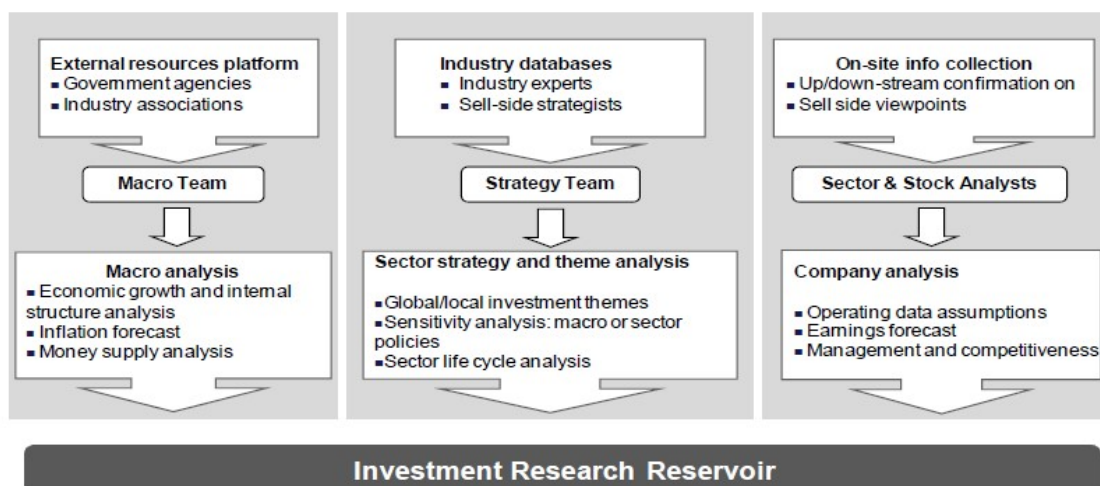 External resources platform
■ Government agencies
■ Industry associations
Macro Team
Macro analysis
■ Economic growth and internal
structure analysis
■ Inflation forecast
■ Money supply analysis
Industry databases
■ Industry experts
■ Sell-side strategists
Strategy Team
Sector strategy and theme analysis
■ Global/local investment themes
■ Sensitivity analysis: macro or sector
policies
■ Sector life cycle analysis
On-site info collection
■ Up/down-stream confirmation on
■ Sell side viewpoints
Sector & Stock Analysts
Company analysis
■ Operating data assumptions
■ Earnings forecast
■ Management and competitiveness
Investment Research Reservoir